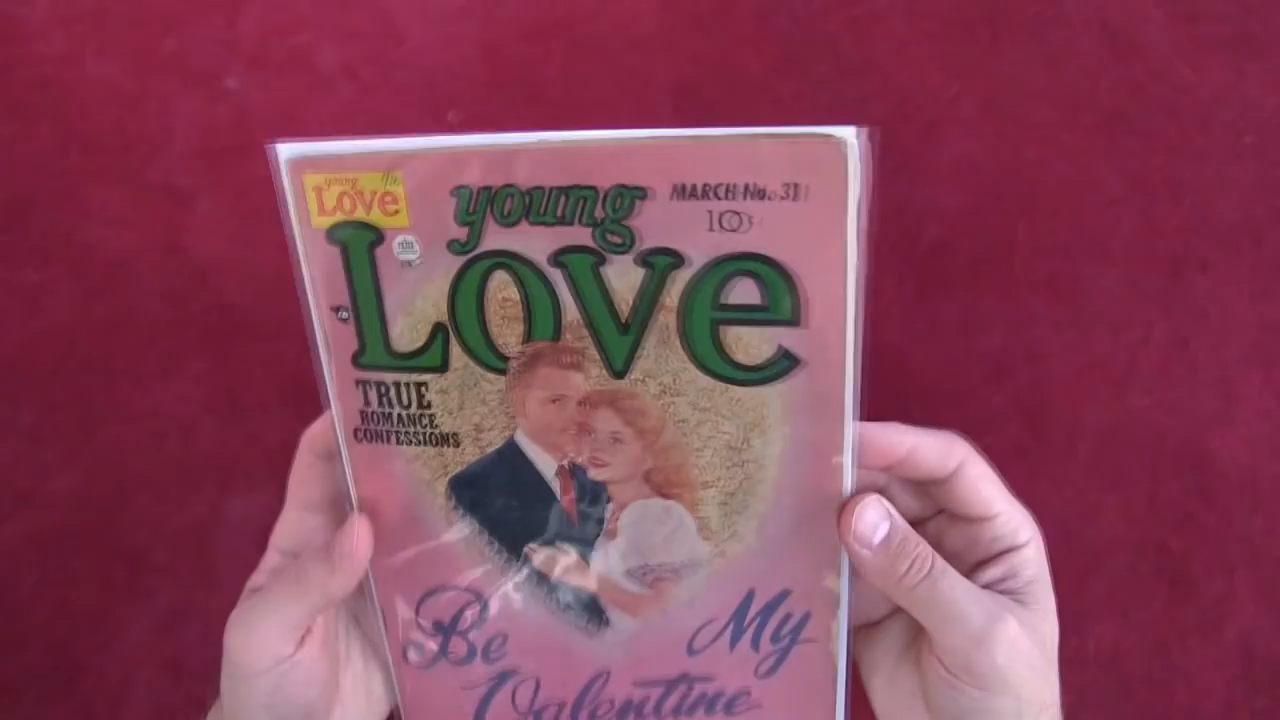 young
Love
young
MARCH No. 31
10¢
Love
TRUE
ROMANCE
CONFESSIONS
Be My
Valentine